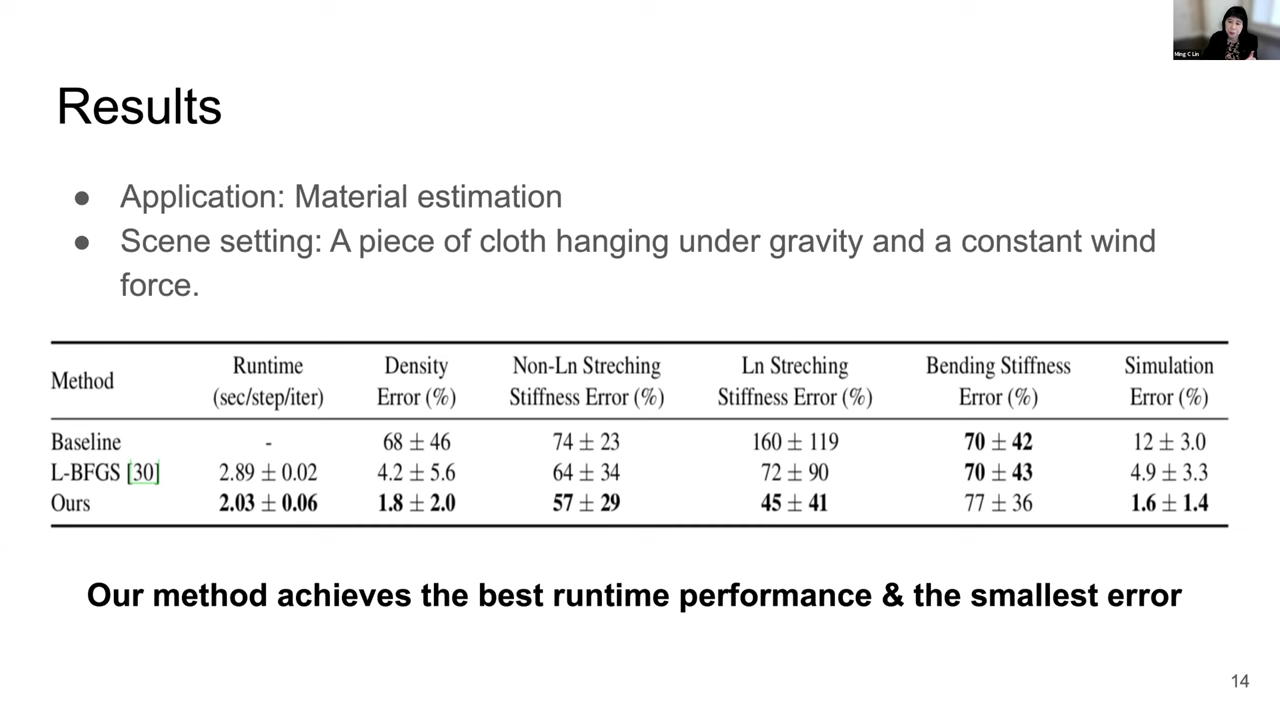 Ming C Lin
Results
● Application: Material estimation
● Scene setting: A piece of cloth hanging under gravity and a constant wind
force.
Method Runtime (sec/step/iter) Density Error (%) Non-Ln Streching Stiffness Error (%) Ln Streching Stiffness Error (%) Bending Stiffness Error (%) Simulation Error (%)
Baseline - 68 ± 46 74 ± 23 160 ± 119 70 ± 42 12 ± 3.0
L-BFGS [30] 2.89 ± 0.02 4.2 ± 5.6 64 ± 34 72 ± 90 70 ± 43 4.9 ± 3.3
Ours 2.03 ± 0.06 1.8 ± 2.0 57 ± 29 45 ± 41 77 ± 36 1.6 ± 1.4
Our method achieves the best runtime performance & the smallest error
14